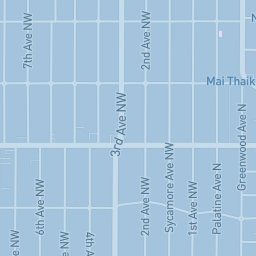 7th Ave NW
2nd Ave NW
N
Mai Thaik
3rd Ave NW
Greenwood Ave N
Sycamore Ave NW
2nd Ave NW
1st Ave NW
Palatine Ave N
6th Ave NW
4th A